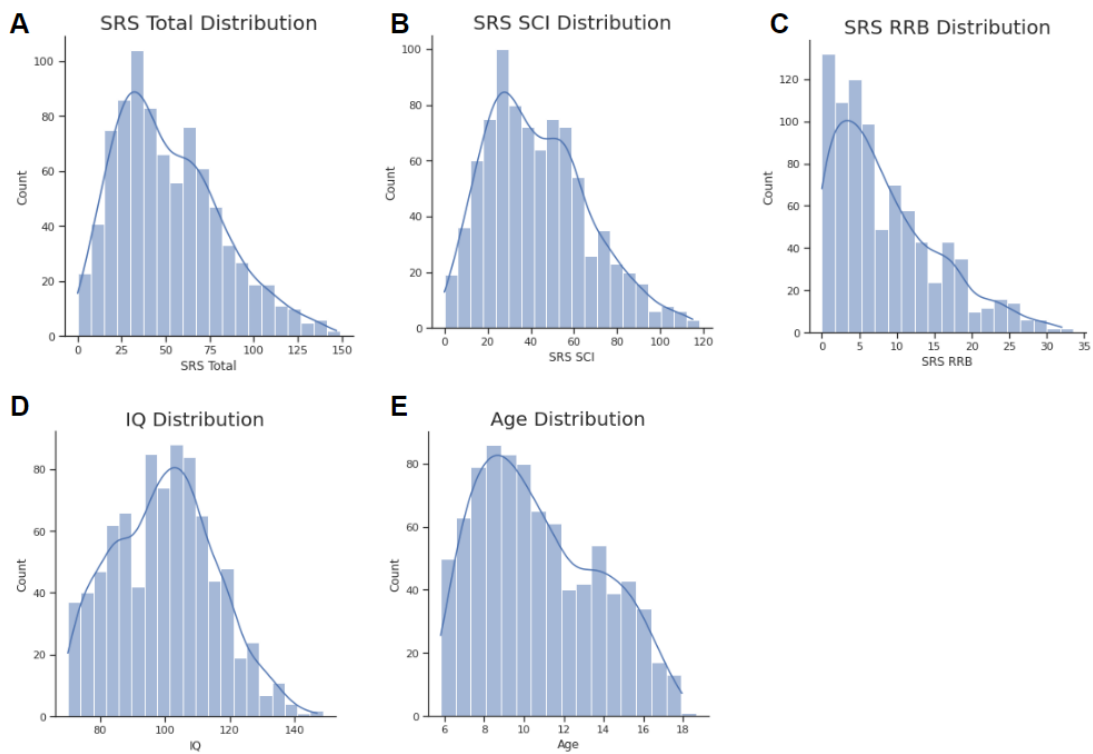 A
SRS Total Distribution
100
80
60
40
20
0
Count
0 25 50 75 100 125 150
SRS Total
B
SRS SCI Distribution
100
80
60
40
20
0
Count
0 20 40 60 80 100 120
SRS SCI
C
SRS RRB Distribution
120
100
80
60
40
20
0
Count
0 5 10 15 20 25 30 35
SRS RRB
D
IQ Distribution
80
60
40
20
0
Count
80 100 120 140
IQ
E
Age Distribution
80
60
40
20
0
Count
6 8 10 12 14 16 18
Age